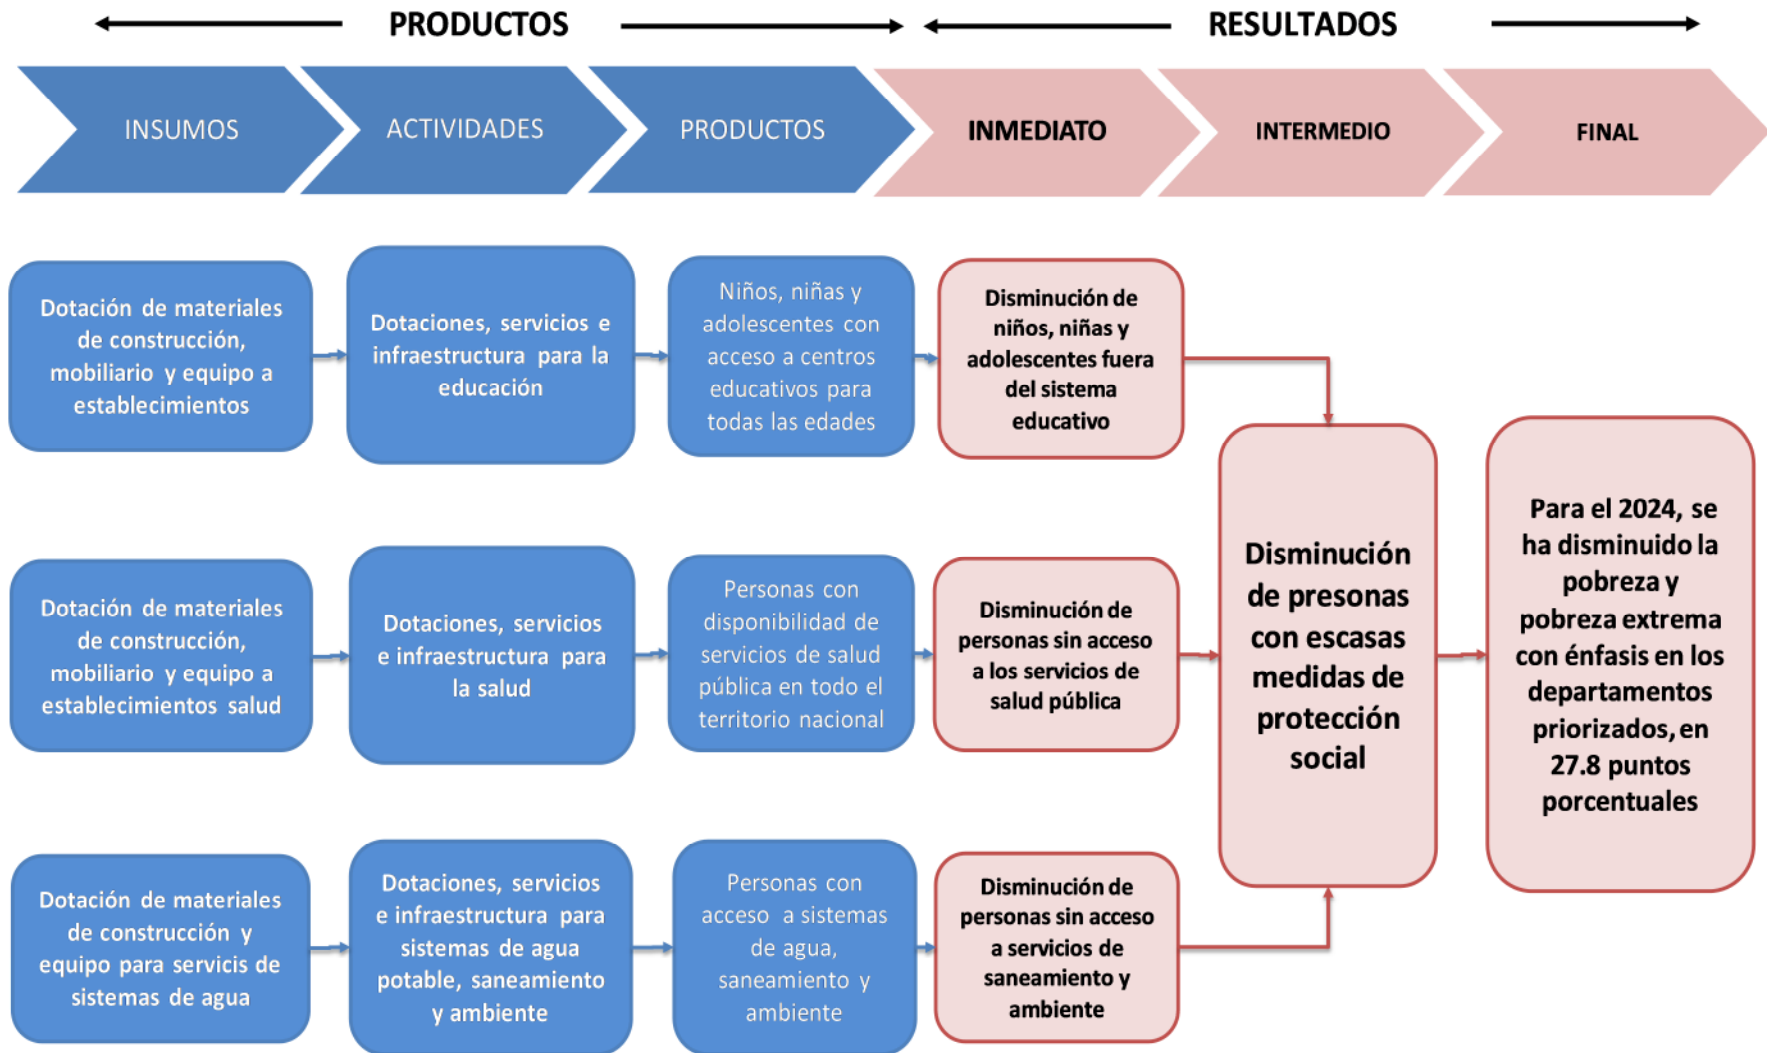 PRODUCTOS
RESULTADOS
INSUMOS
ACTIVIDADES
PRODUCTOS
INMEDIATO
INTERMEDIO
FINAL
Dotación de materiales
de construcción,
mobiliario y equipo a
establecimientos
Dotaciones, servicios e
infraestructura para la
educación
Niños, niñas y
adolescentes con
acceso a centros
educativos para
todas las edades
Disminución de
niños, niñas y
adolescentes fuera
del sistema
educativo
Dotación de materiales
de construcción,
mobiliario y equipo a
establecimientos salud
Dotaciones, servicios
e infraestructura para
la salud
Personas con
disponibilidad de
servicios de salud
pública en todo el
territorio nacional
Disminución de
personas sin acceso
a los servicios de
salud pública
Dotación de materiales
de construcción y
equipo para servicis de
sistemas de agua
Dotaciones, servicios
e infraestructura para
sistemas de agua
potable, saneamiento
y ambiente
Personas con
acceso a sistemas
de agua,
saneamiento y
ambiente
Disminución de
personas sin acceso
a servicios de
saneamiento y
ambiente
Disminución
de presonas
con escasas
medidas de
protección
social
Para el 2024, se
ha disminuido la
pobreza y
pobreza extrema
con énfasis en los
departamentos
priorizados, en
27.8 puntos
porcentuales